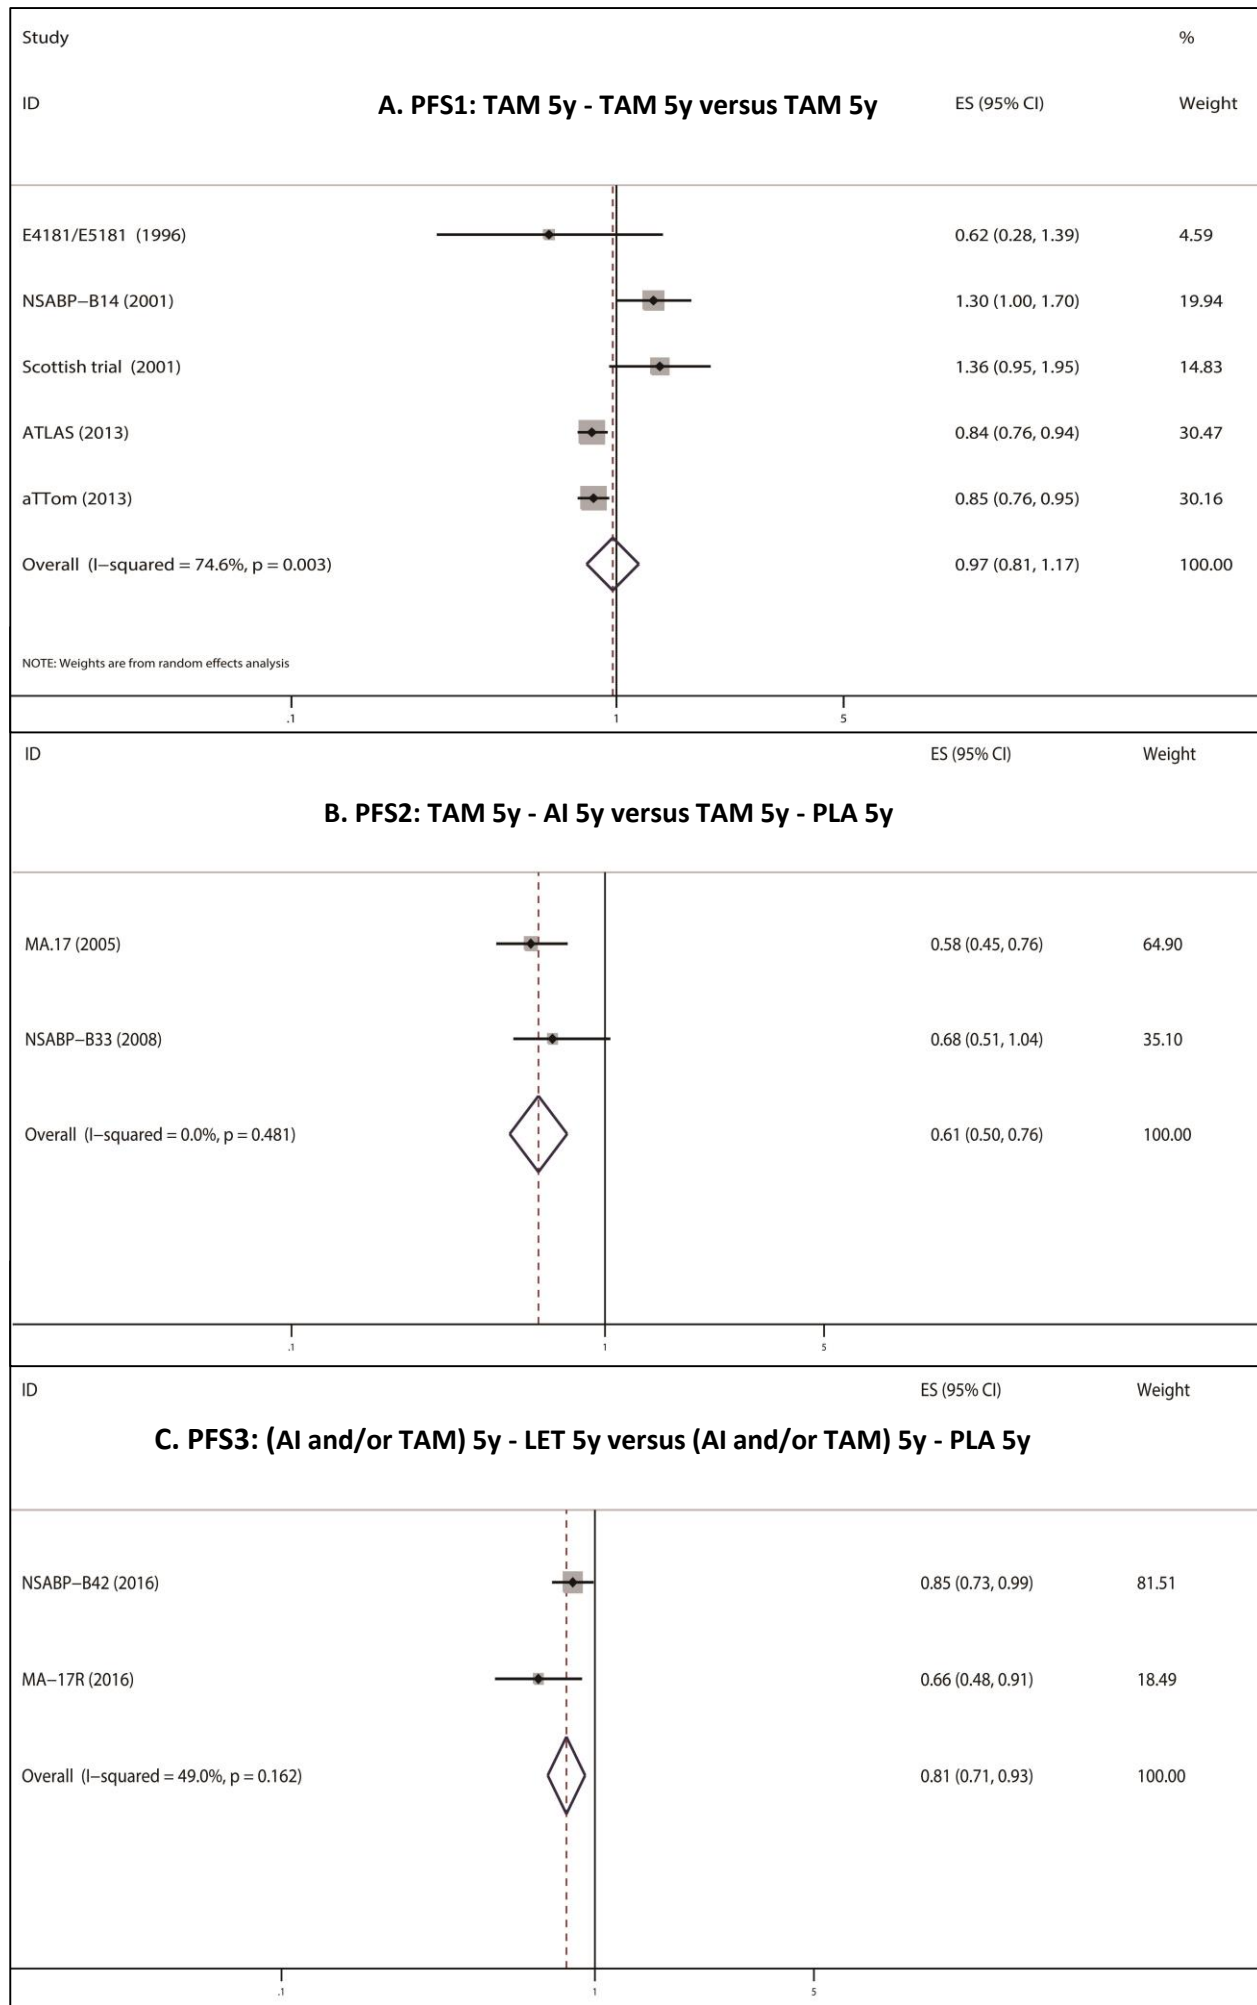 Study %
ID A. PFS1: TAM 5y - TAM 5y versus TAM 5y ES (95% CI) Weight
E4181/E5181 (1996) 0.62 (0.28, 1.39) 4.59
NSABP−B14 (2001) 1.30 (1.00, 1.70) 19.94
Scottish trial (2001) 1.36 (0.95, 1.95) 14.83
ATLAS (2013) 0.84 (0.76, 0.94) 30.47
aTTom (2013) 0.85 (0.76, 0.95) 30.16
Overall (I−squared = 74.6%, p = 0.003) 0.97 (0.81, 1.17) 100.00
NOTE: Weights are from random effects analysis
.1 1 5
ID ES (95% CI) Weight
B. PFS2: TAM 5y - AI 5y versus TAM 5y - PLA 5y
MA.17 (2005) 0.58 (0.45, 0.76) 64.90
NSABP−B33 (2008) 0.68 (0.51, 1.04) 35.10
Overall (I−squared = 0.0%, p = 0.481) 0.61 (0.50, 0.76) 100.00
.1 1 5
ID ES (95% CI) Weight
C. PFS3: (AI and/or TAM) 5y - LET 5y versus (AI and/or TAM) 5y - PLA 5y
NSABP−B42 (2016) 0.85 (0.73, 0.99) 81.51
MA−17R (2016) 0.66 (0.48, 0.91) 18.49
Overall (I−squared = 49.0%, p = 0.162) 0.81 (0.71, 0.93) 100.00
.1 1 5